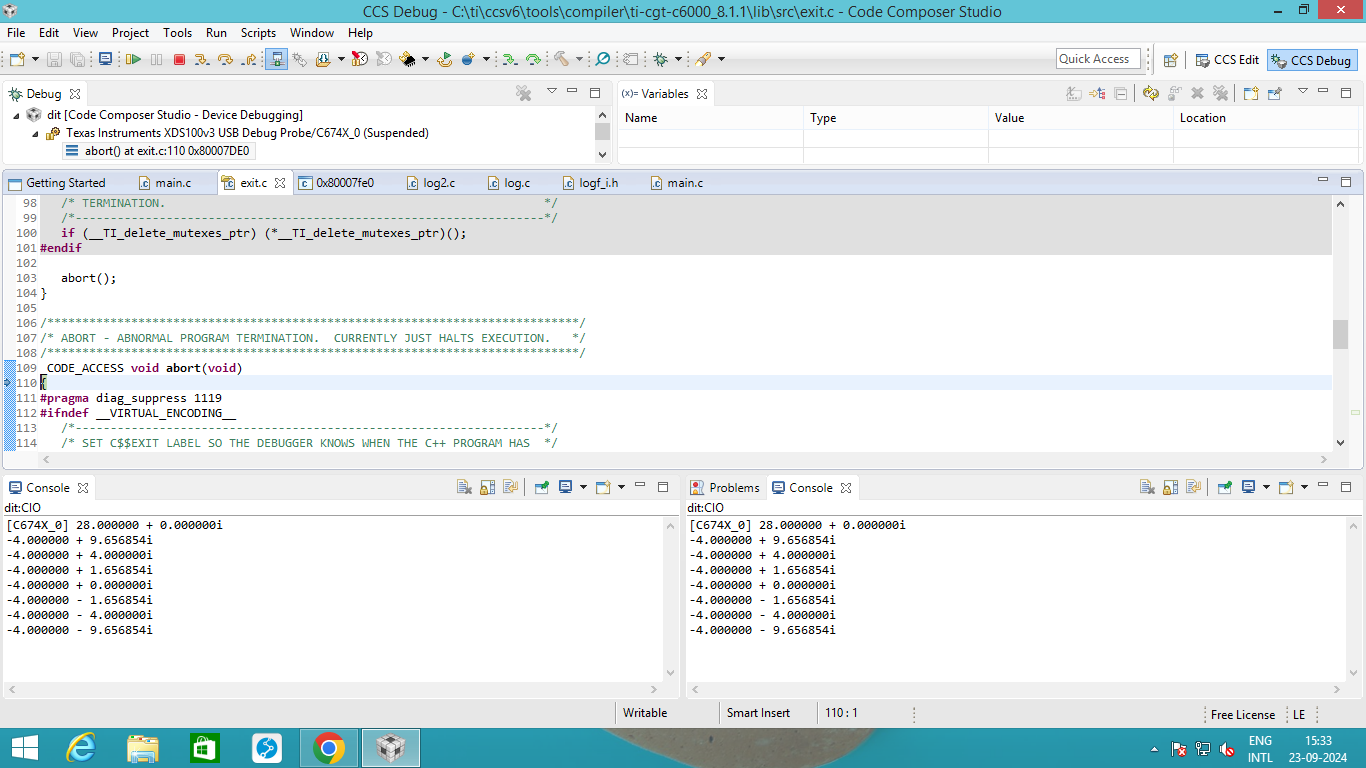 CCS Debug - C:\ti\ccsv6\tools\compiler\ti-cgt-c6000_8.1.1\lib\src\exit.c - Code Composer Studio
File Edit View Project Tools Run Scripts Window Help
Quick Access CCS Edit CCS Debug
Debug
dit [Code Composer Studio - Device Debugging]
Texas Instruments XDS100v3 USB Debug Probe/C674X_0 (Suspended)
abort() at exit.c:110 0x80007DE0
(x)= Variables
Name Type Value Location
Getting Started main.c exit.c 0x80007fe0 log2.c log.c logf_i.h main.c
98 /* TERMINATION. */
99 /*-------------------------------------------------------------------*/
100 if (__TI_delete_mutexes_ptr) (*__TI_delete_mutexes_ptr)();
101 #endif
102
103 abort();
104 }
105
106 /****************************************************************************/
107 /* ABORT - ABNORMAL PROGRAM TERMINATION. CURRENTLY JUST HALTS EXECUTION. */
108 /****************************************************************************/
109 _CODE_ACCESS void abort(void)
110 {
111 #pragma diag_suppress 1119
112 #ifndef __VIRTUAL_ENCODING__
113 /*-------------------------------------------------------------------*/
114 /* SET C$$EXIT LABEL SO THE DEBUGGER KNOWS WHEN THE C++ PROGRAM HAS */
Console
dit:CIO
[C674X_0] 28.000000 + 0.000000i
-4.000000 + 9.656854i
-4.000000 + 4.000000i
-4.000000 + 1.656854i
-4.000000 + 0.000000i
-4.000000 - 1.656854i
-4.000000 - 4.000000i
-4.000000 - 9.656854i
Problems Console
dit:CIO
[C674X_0] 28.000000 + 0.000000i
-4.000000 + 9.656854i
-4.000000 + 4.000000i
-4.000000 + 1.656854i
-4.000000 + 0.000000i
-4.000000 - 1.656854i
-4.000000 - 4.000000i
-4.000000 - 9.656854i
Writable Smart Insert 110 : 1 Free License LE
ENG 15:33
INTL 23-09-2024